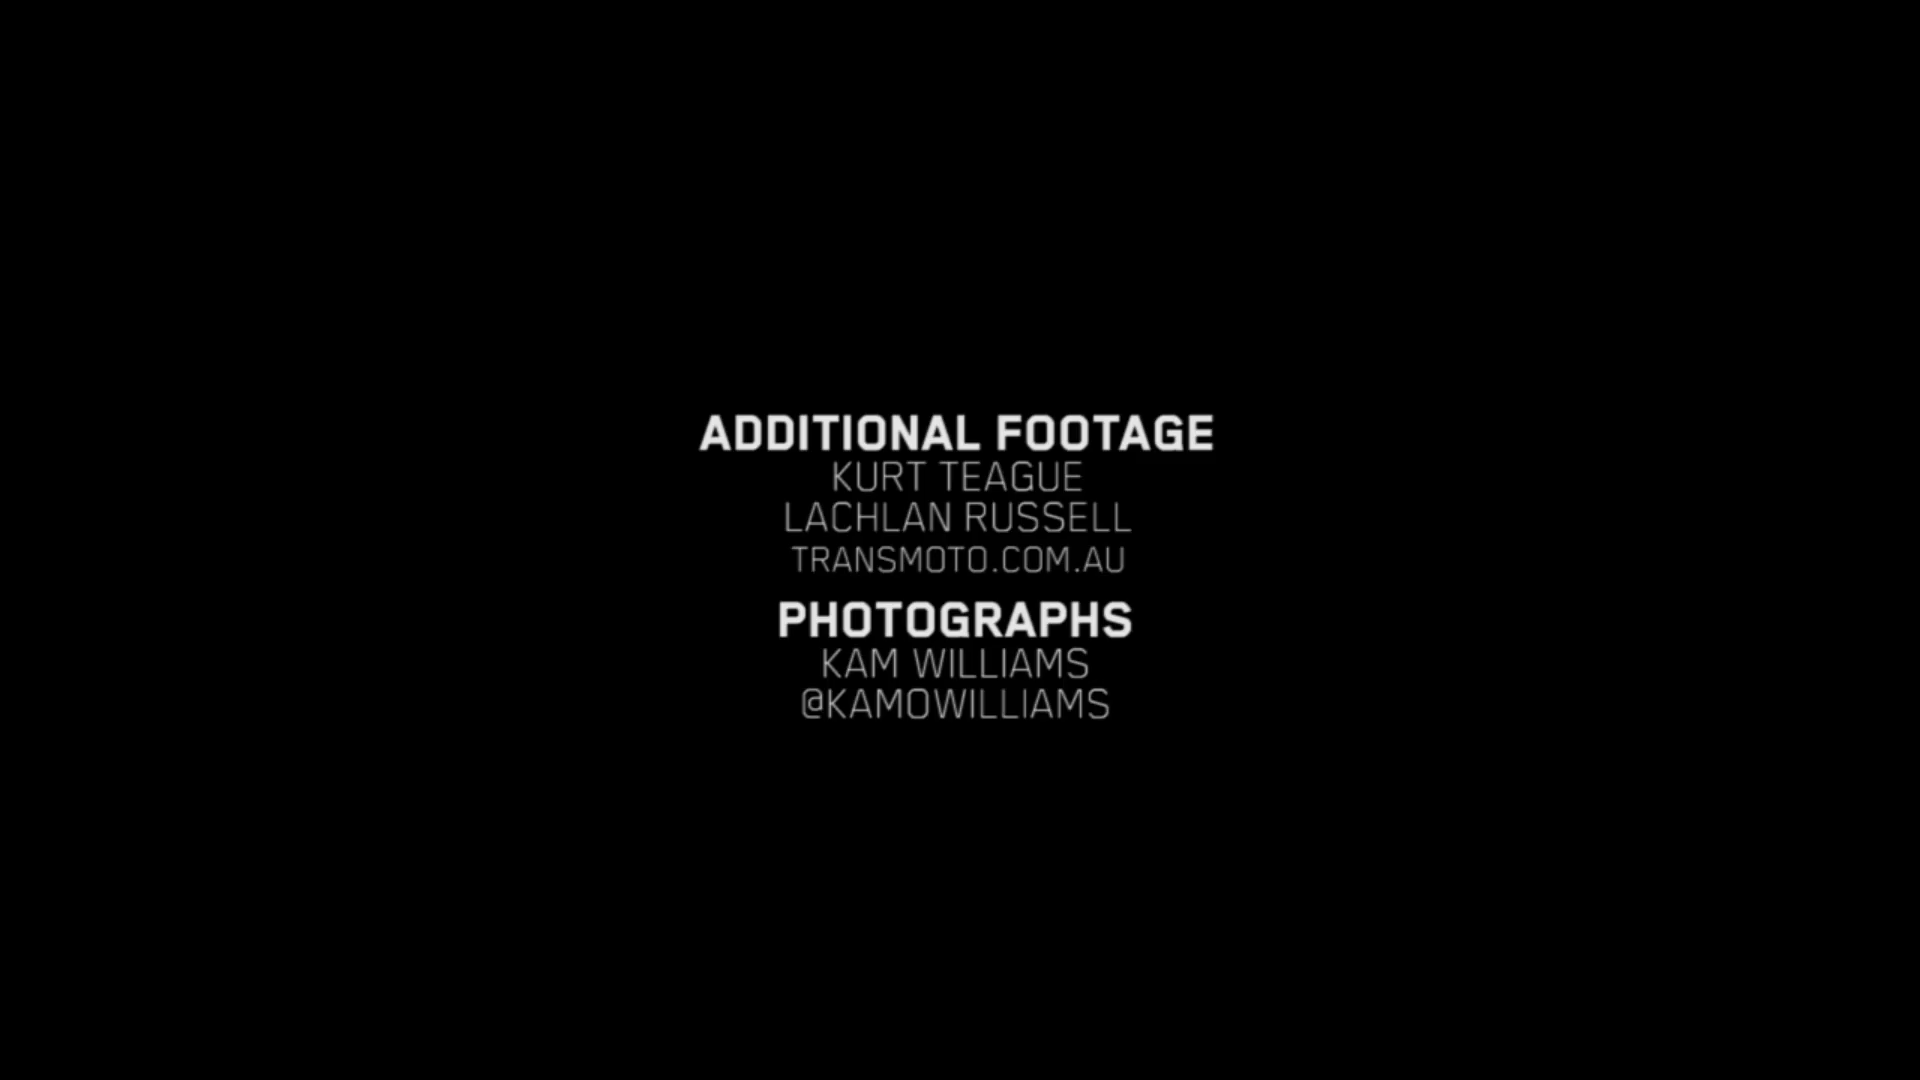 ADDITIONAL FOOTAGE
KURT TEAGUE
LACHLAN RUSSELL
TRANSMOTO.COM.AU
PHOTOGRAPHS
KAM WILLIAMS
@KAMOWILLIAMS